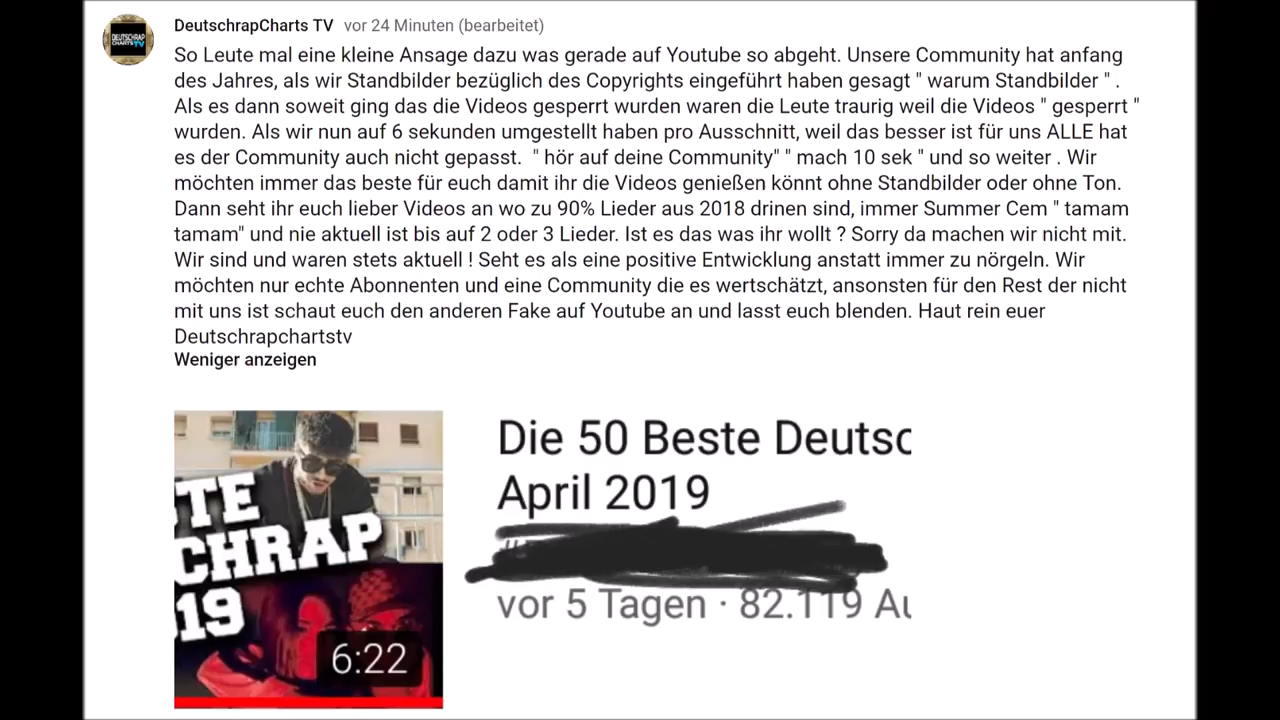 DeutschrapCharts TV vor 24 Minuten (bearbeitet)
So Leute mal eine kleine Ansage dazu was gerade auf Youtube so abgeht. Unsere Community hat anfang
des Jahres, als wir Standbilder bezüglich des Copyrights eingeführt haben gesagt " warum Standbilder " .
Als es dann soweit ging das die Videos gesperrt wurden waren die Leute traurig weil die Videos " gesperrt "
wurden. Als wir nun auf 6 sekunden umgestellt haben pro Ausschnitt, weil das besser ist für uns ALLE hat
es der Community auch nicht gepasst.  " hör auf deine Community" " mach 10 sek " und so weiter . Wir
möchten immer das beste für euch damit ihr die Videos genießen könnt ohne Standbilder oder ohne Ton.
Dann seht ihr euch lieber Videos an wo zu 90% Lieder aus 2018 drinen sind, immer Summer Cem " tamam
tamam" und nie aktuell ist bis auf 2 oder 3 Lieder. Ist es das was ihr wollt ? Sorry da machen wir nicht mit.
Wir sind und waren stets aktuell ! Seht es als eine positive Entwicklung anstatt immer zu nörgeln. Wir
möchten nur echte Abonnenten und eine Community die es wertschätzt, ansonsten für den Rest der nicht
mit uns ist schaut euch den anderen Fake auf Youtube an und lasst euch blenden. Haut rein euer
Deutschrapchartstv
Weniger anzeigen
DEUTSCHRAP
CHARTS TV
Die 50 Beste Deutsc
April 2019
vor 5 Tagen · 82.119 Au
STE
SCHRAP
019
6:22